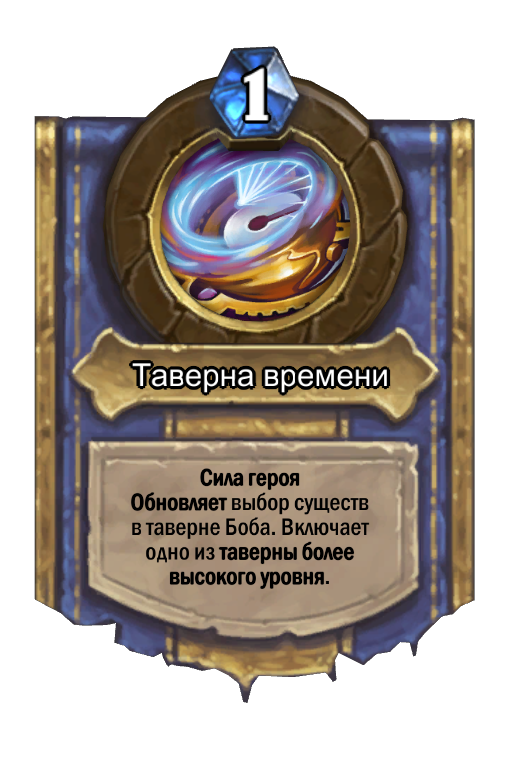 1
Таверна времени
Сила героя
Обновляет выбор существ
в таверне Боба. Включает
одно из таверны более
высокого уровня.